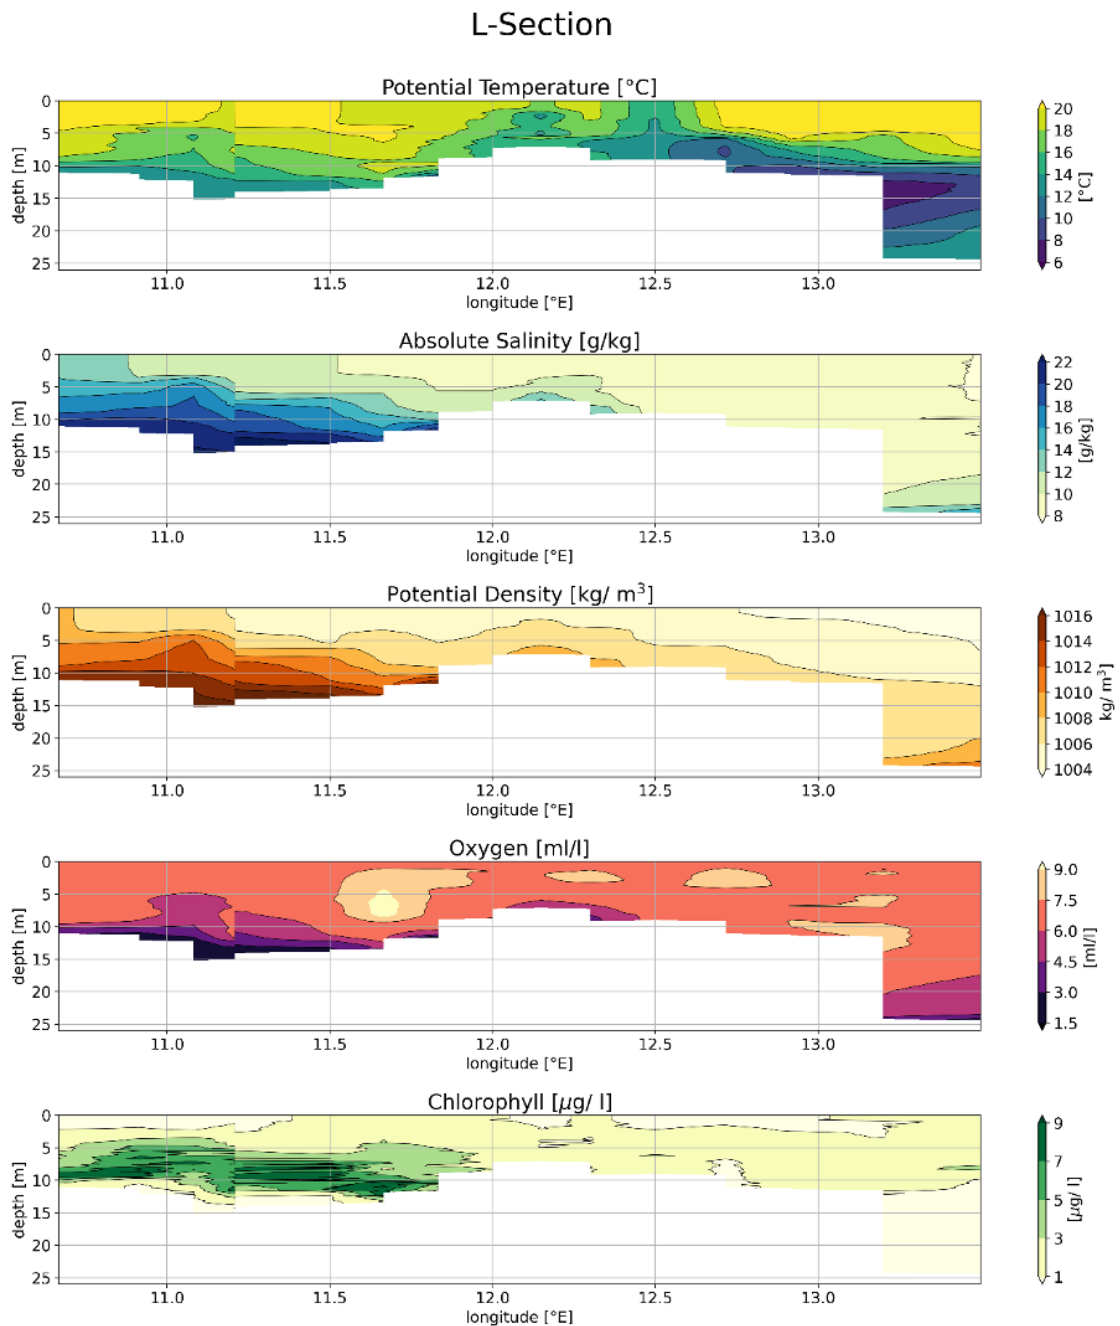 L-Section
Potential Temperature [°C]
0
5
10
15
20
25
depth [m]
11.0 11.5 12.0 12.5 13.0
longitude [°E]
20
18
16
14
12
10
8
6
[°C]
Absolute Salinity [g/kg]
0
5
10
15
20
25
depth [m]
11.0 11.5 12.0 12.5 13.0
longitude [°E]
22
20
18
16
14
12
10
8
[g/kg]
Potential Density [kg/ m³]
0
5
10
15
20
25
depth [m]
11.0 11.5 12.0 12.5 13.0
longitude [°E]
1016
1014
1012
1010
1008
1006
1004
kg/ m³]
Oxygen [ml/l]
0
5
10
15
20
25
depth [m]
11.0 11.5 12.0 12.5 13.0
longitude [°E]
9.0
7.5
6.0
4.5
3.0
1.5
[ml/l]
Chlorophyll [μg/ l]
0
5
10
15
20
25
depth [m]
11.0 11.5 12.0 12.5 13.0
longitude [°E]
9
7
5
3
1
[μg/ l]